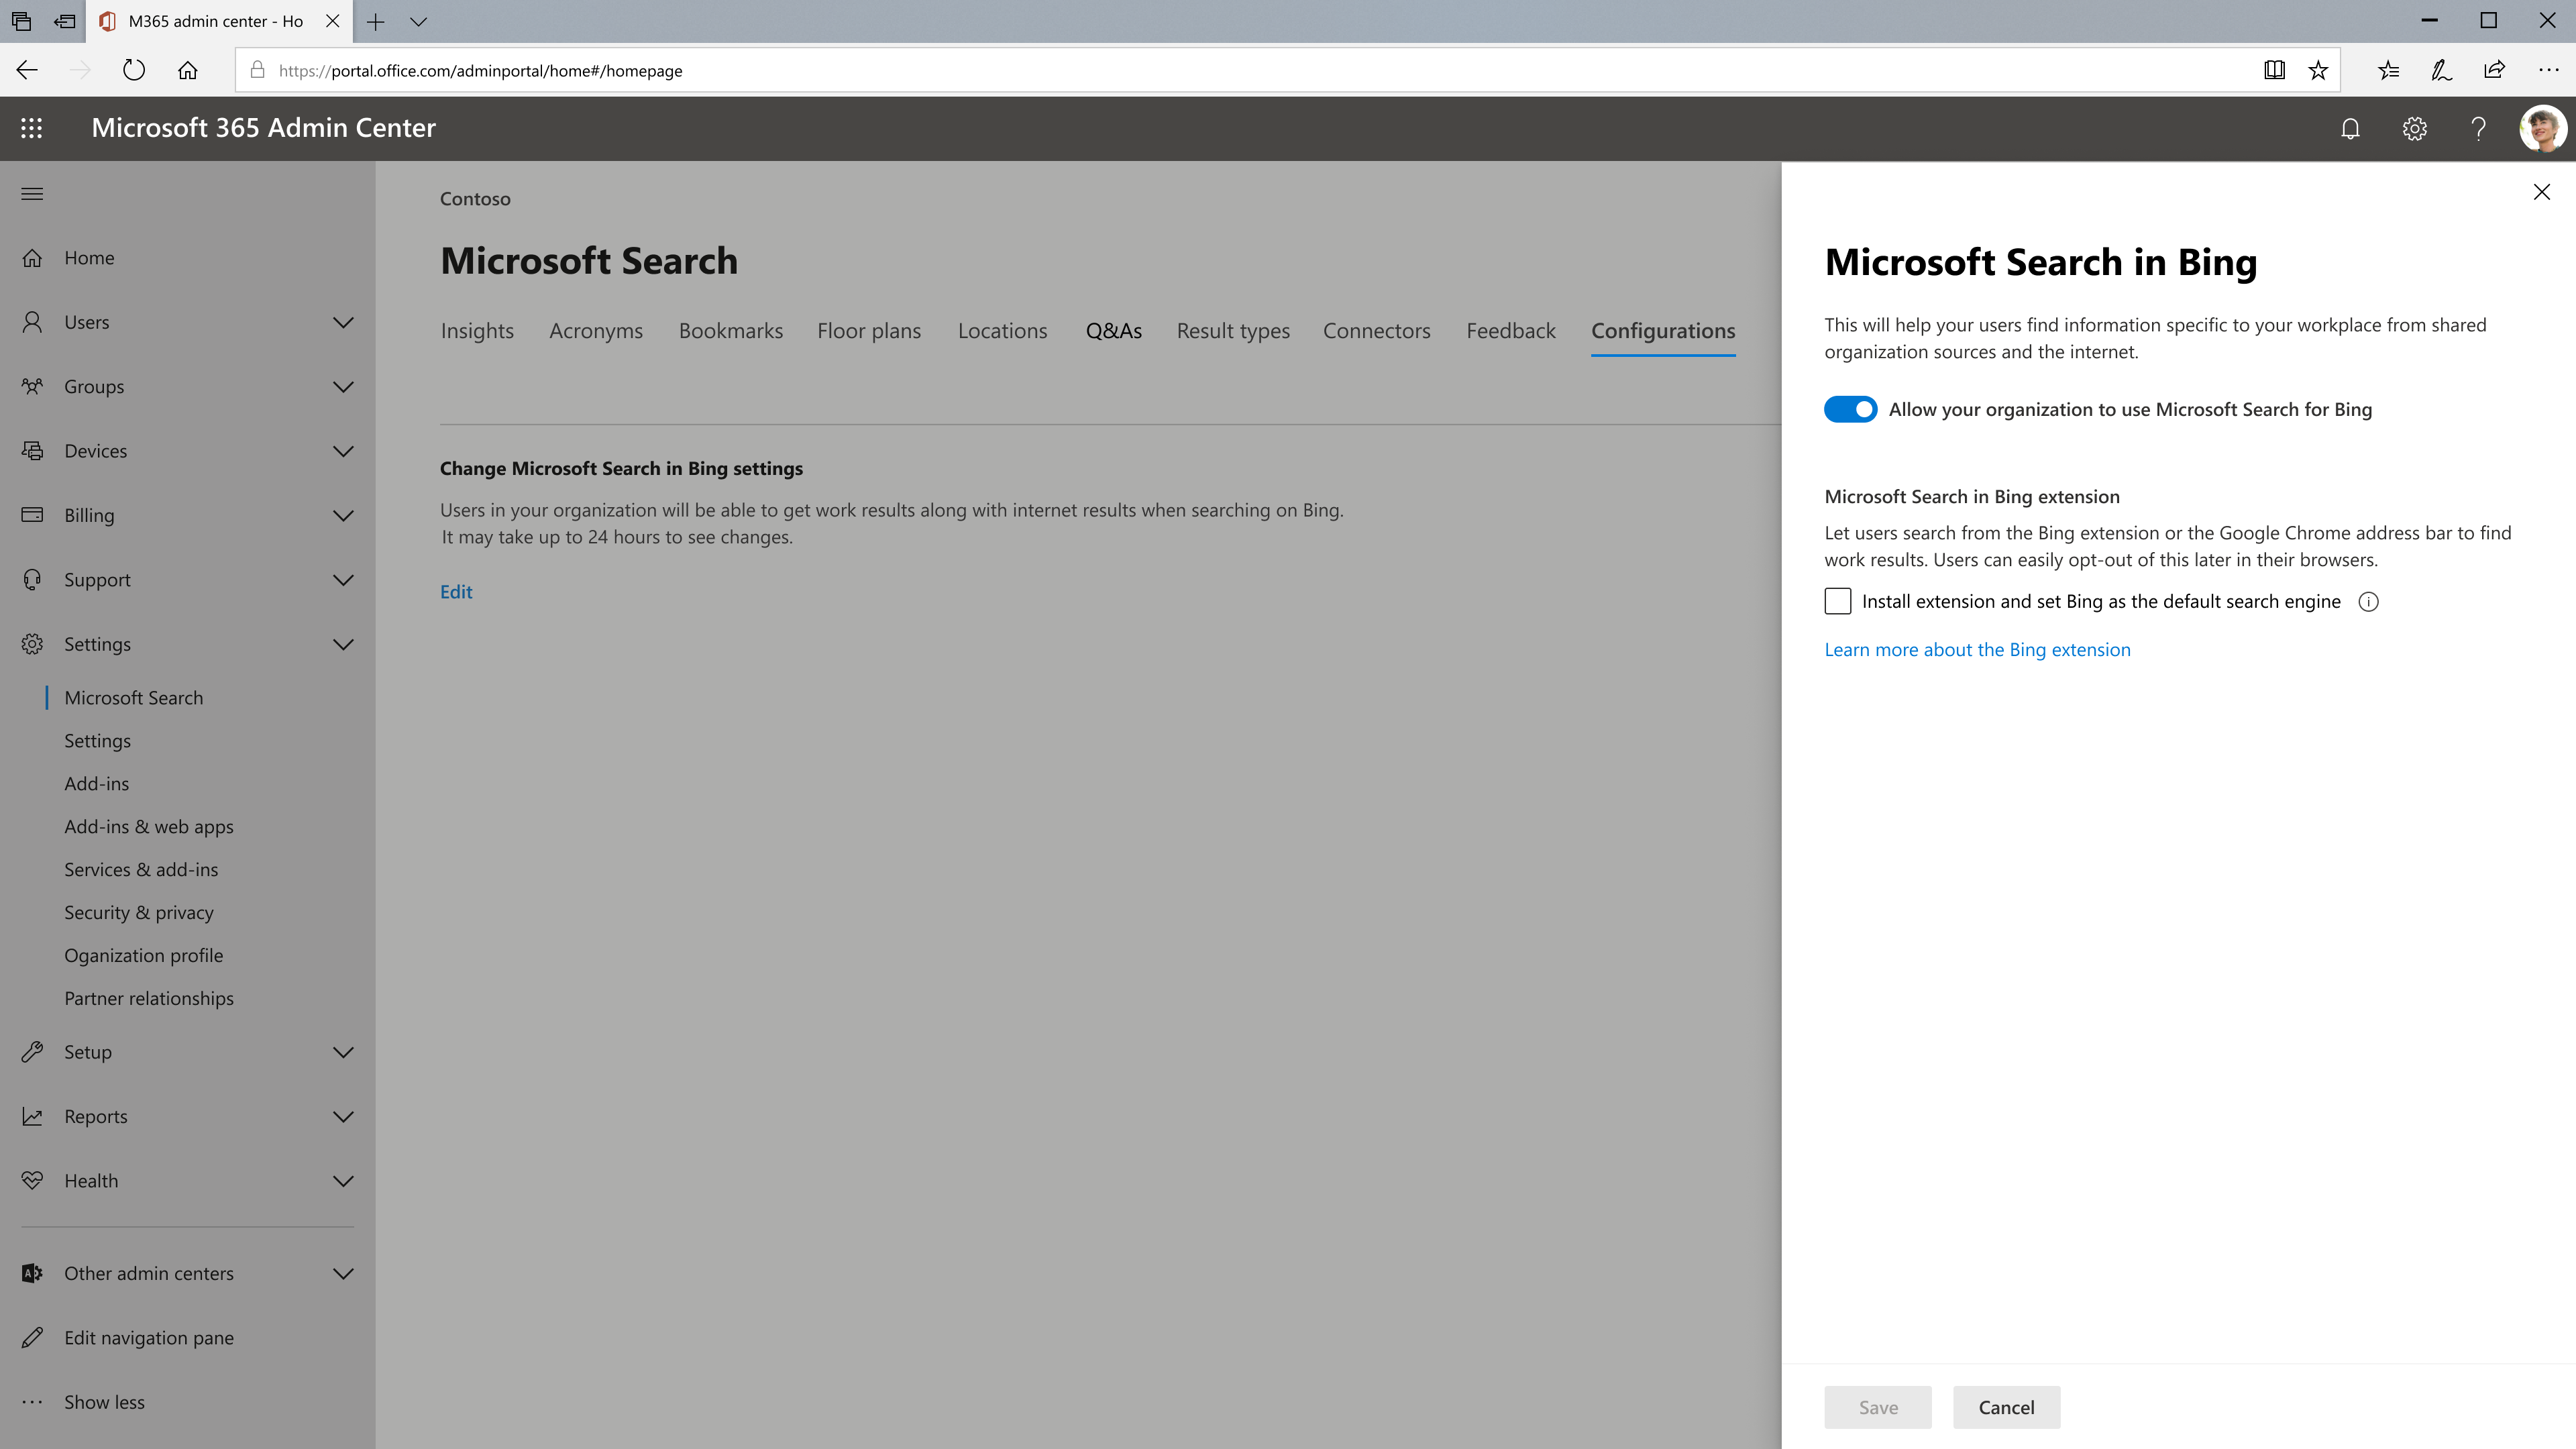 M365 admin center - Ho
https://portal.office.com/adminportal/home#/homepage
Microsoft 365 Admin Center
Home
Users
Groups
Devices
Billing
Support
Settings
Microsoft Search
Settings
Add-ins
Add-ins & web apps
Services & add-ins
Security & privacy
Oganization profile
Partner relationships
Setup
Reports
Health
Other admin centers
Edit navigation pane
Show less
Contoso
Microsoft Search
Insights Acronyms Bookmarks Floor plans Locations Q&As Result types Connectors Feedback Configurations
Change Microsoft Search in Bing settings
Users in your organization will be able to get work results along with internet results when searching on Bing.
It may take up to 24 hours to see changes.
Edit
Microsoft Search in Bing
This will help your users find information specific to your workplace from shared
organization sources and the internet.
Allow your organization to use Microsoft Search for Bing
Microsoft Search in Bing extension
Let users search from the Bing extension or the Google Chrome address bar to find
work results. Users can easily opt-out of this later in their browsers.
Install extension and set Bing as the default search engine
Learn more about the Bing extension
Save Cancel